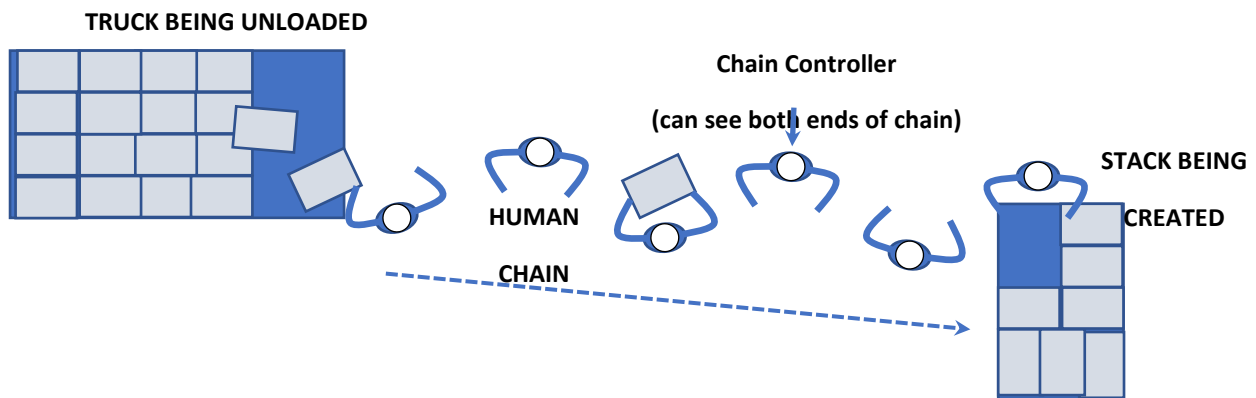 TRUCK BEING UNLOADED
Chain Controller
(can see both ends of chain)
HUMAN
CHAIN
STACK BEING
CREATED